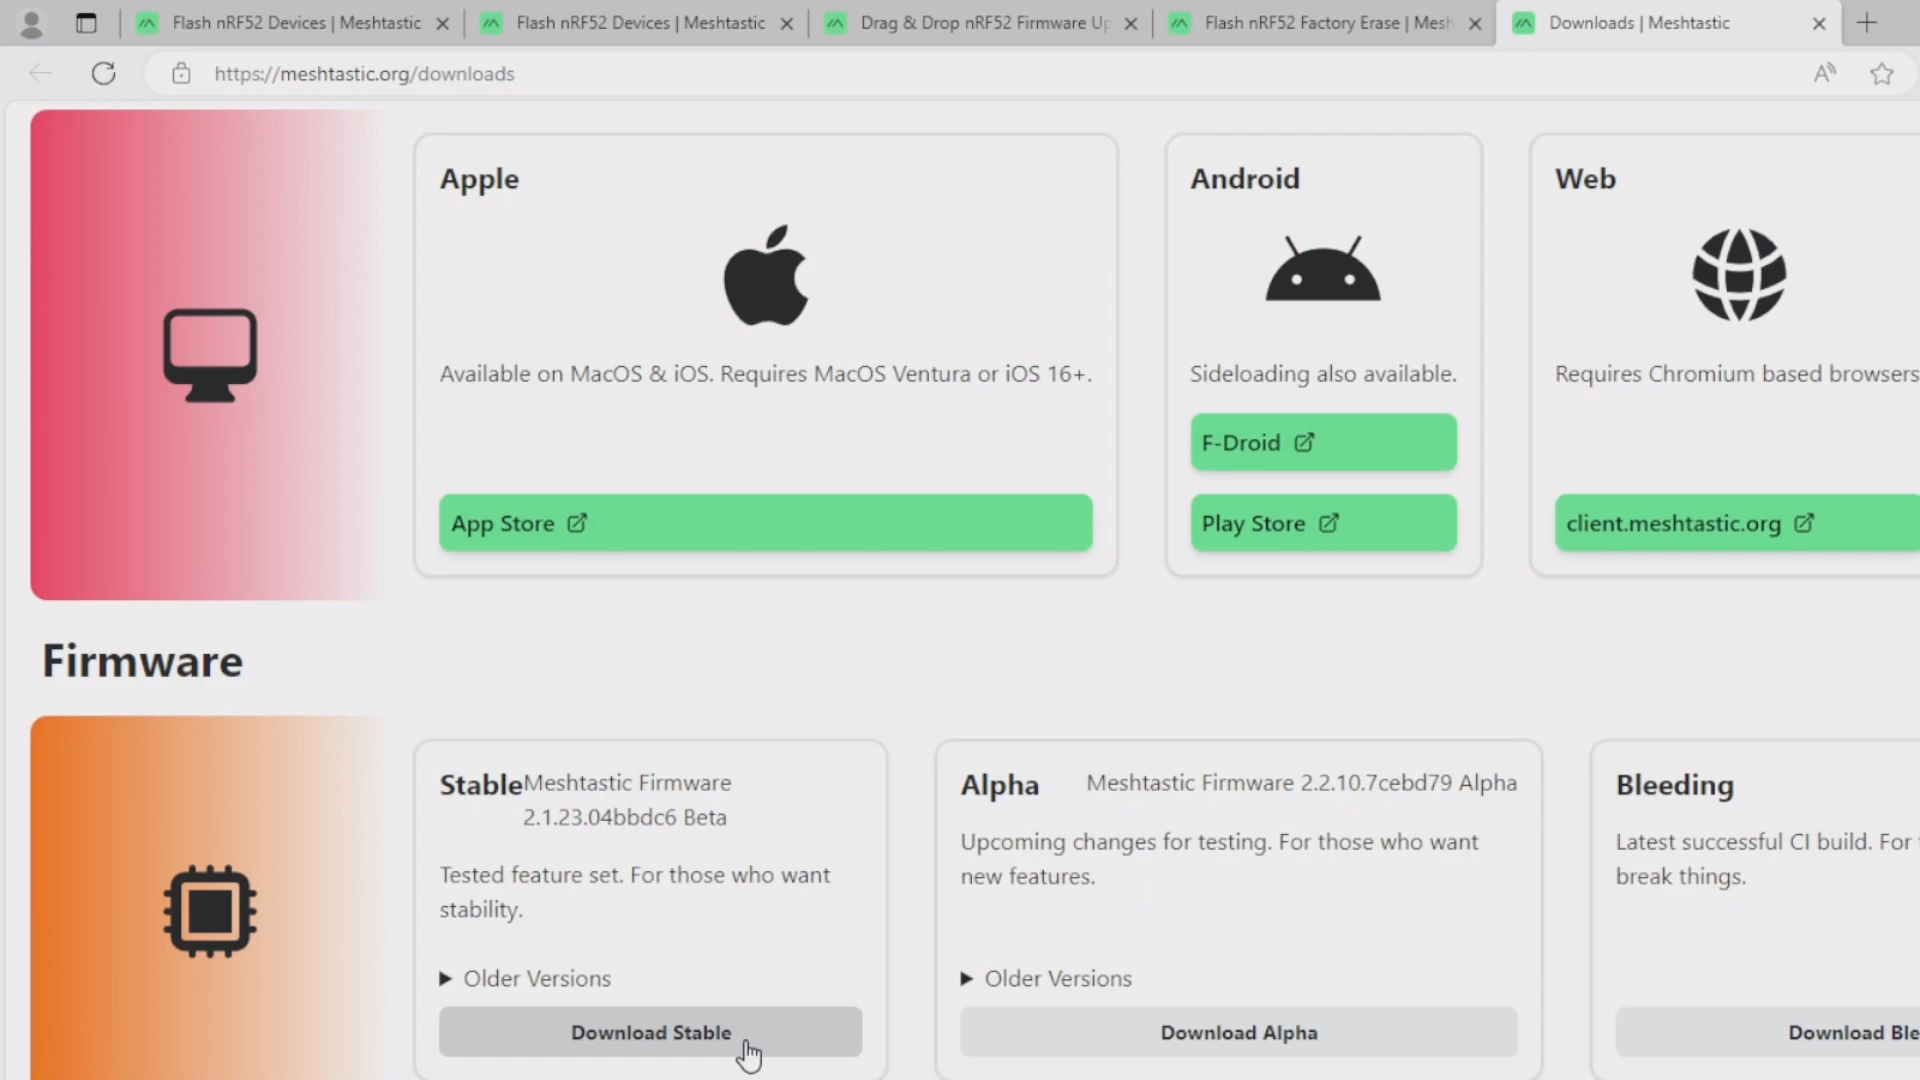 Flash nRF52 Devices | Meshtastic
Flash nRF52 Devices | Meshtastic
Drag & Drop nRF52 Firmware Up
Flash nRF52 Factory Erase | Mesh
Downloads | Meshtastic
https://meshtastic.org/downloads
Apple
Available on MacOS & iOS. Requires MacOS Ventura or iOS 16+.
App Store
Android
Sideloading also available.
F-Droid
Play Store
Web
Requires Chromium based browsers
client.meshtastic.org
Firmware
Stable
Meshtastic Firmware
2.1.23.04bbdc6 Beta
Tested feature set. For those who want
stability.
Older Versions
Download Stable
Alpha
Meshtastic Firmware 2.2.10.7cebd79 Alpha
Upcoming changes for testing. For those who want
new features.
Older Versions
Download Alpha
Bleeding
Latest successful CI build. For
break things.
Download Ble